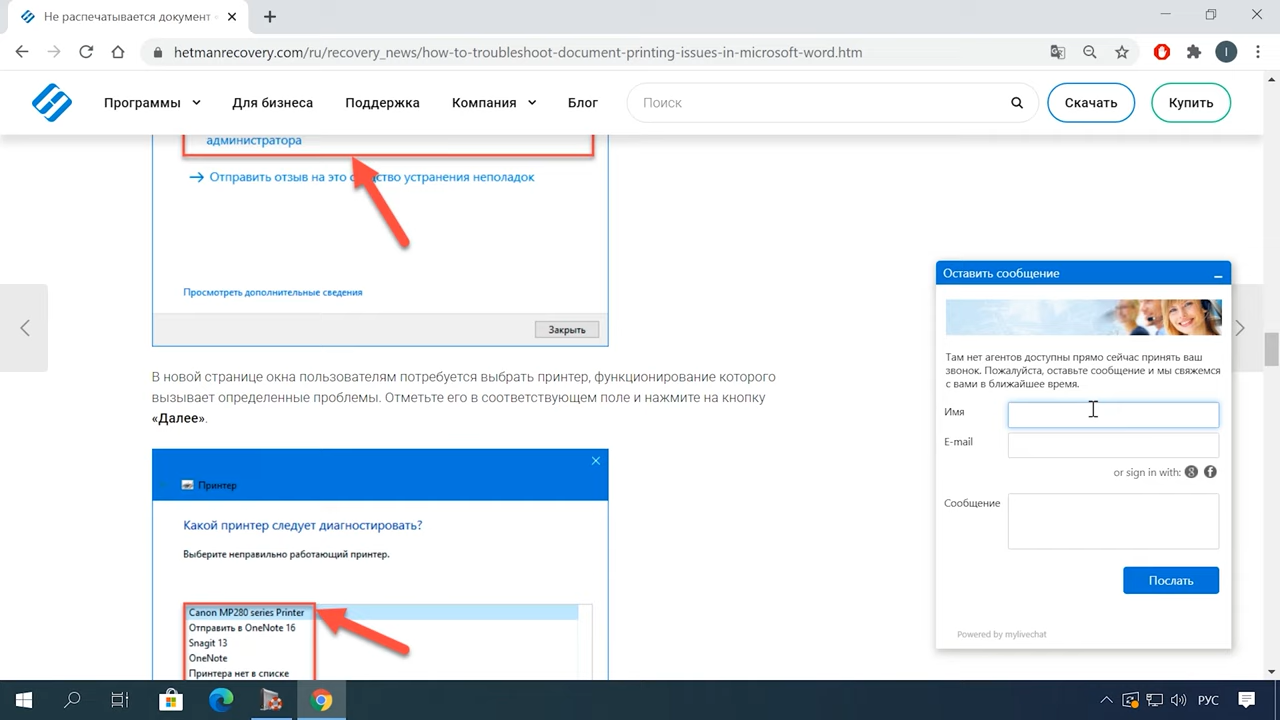 Не распечатывается документ
hetmanrecovery.com/ru/recovery_news/how-to-troubleshoot-document-printing-issues-in-microsoft-word.htm
I
Программы
Для бизнеса
Поддержка
Компания
Блог
Поиск
Скачать
Купить
администратора
Отправить отзыв на это средство устранения неполадок
Просмотреть дополнительные сведения
Закрыть
В новой странице окна пользователям потребуется выбрать принтер, функционирование которого
вызывает определенные проблемы. Отметьте его в соответствующем поле и нажмите на кнопку
«Далее».
Принтер
Какой принтер следует диагностировать?
Выберите неправильно работающий принтер.
Canon MP280 series Printer
Отправить в OneNote 16
Snagit 13
OneNote
Принтера нет в списке
Оставить сообщение
Там нет агентов доступны прямо сейчас принять ваш
звонок. Пожалуйста, оставьте сообщение и мы свяжемся
с вами в ближайшее время.
Имя
E-mail
or sign in with:
Сообщение
Послать
Powered by mylivechat
РУС